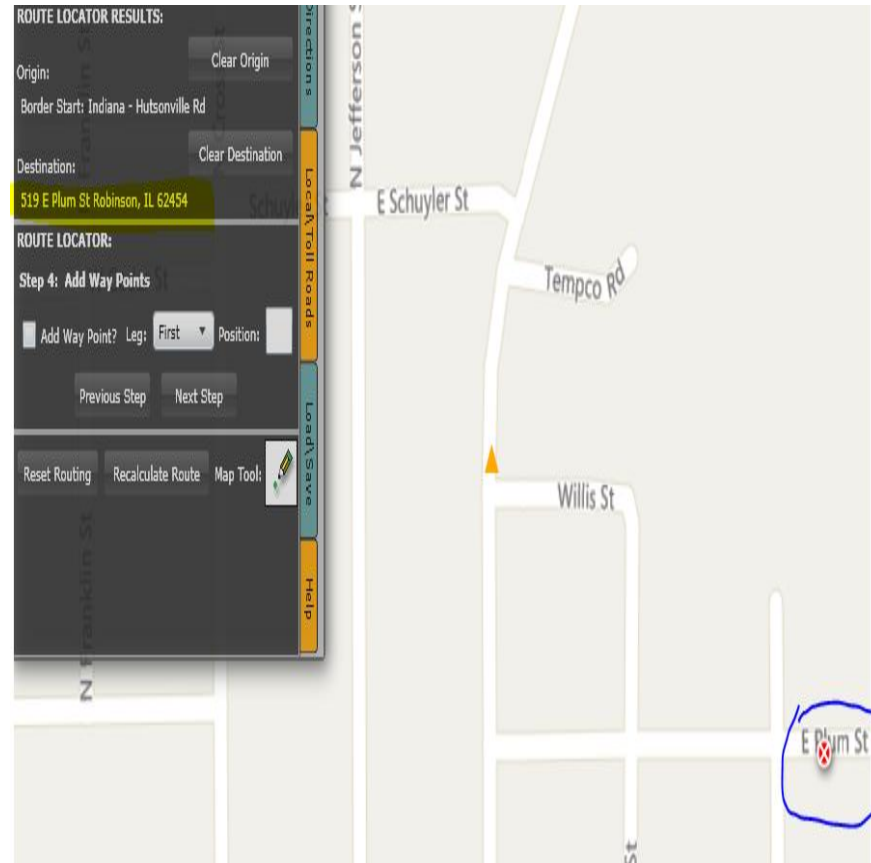 ROUTE LOCATOR RESULTS:
Origin:
Clear Origin
Border Start: Indiana - Hutsonville Rd
Destination:
Clear Destination
519 E Plum St Robinson, IL 62454
ROUTE LOCATOR:
Step 4: Add Way Points
Add Way Point? Leg: First Position:
Previous Step Next Step
Reset Routing Recalculate Route Map Tool:
Directions
Local\Toll Roads
Load\Save
Help
N Jefferson S
E Schuyler St
Tempco Rd
Willis St
E Plum St
St
N Franklin St